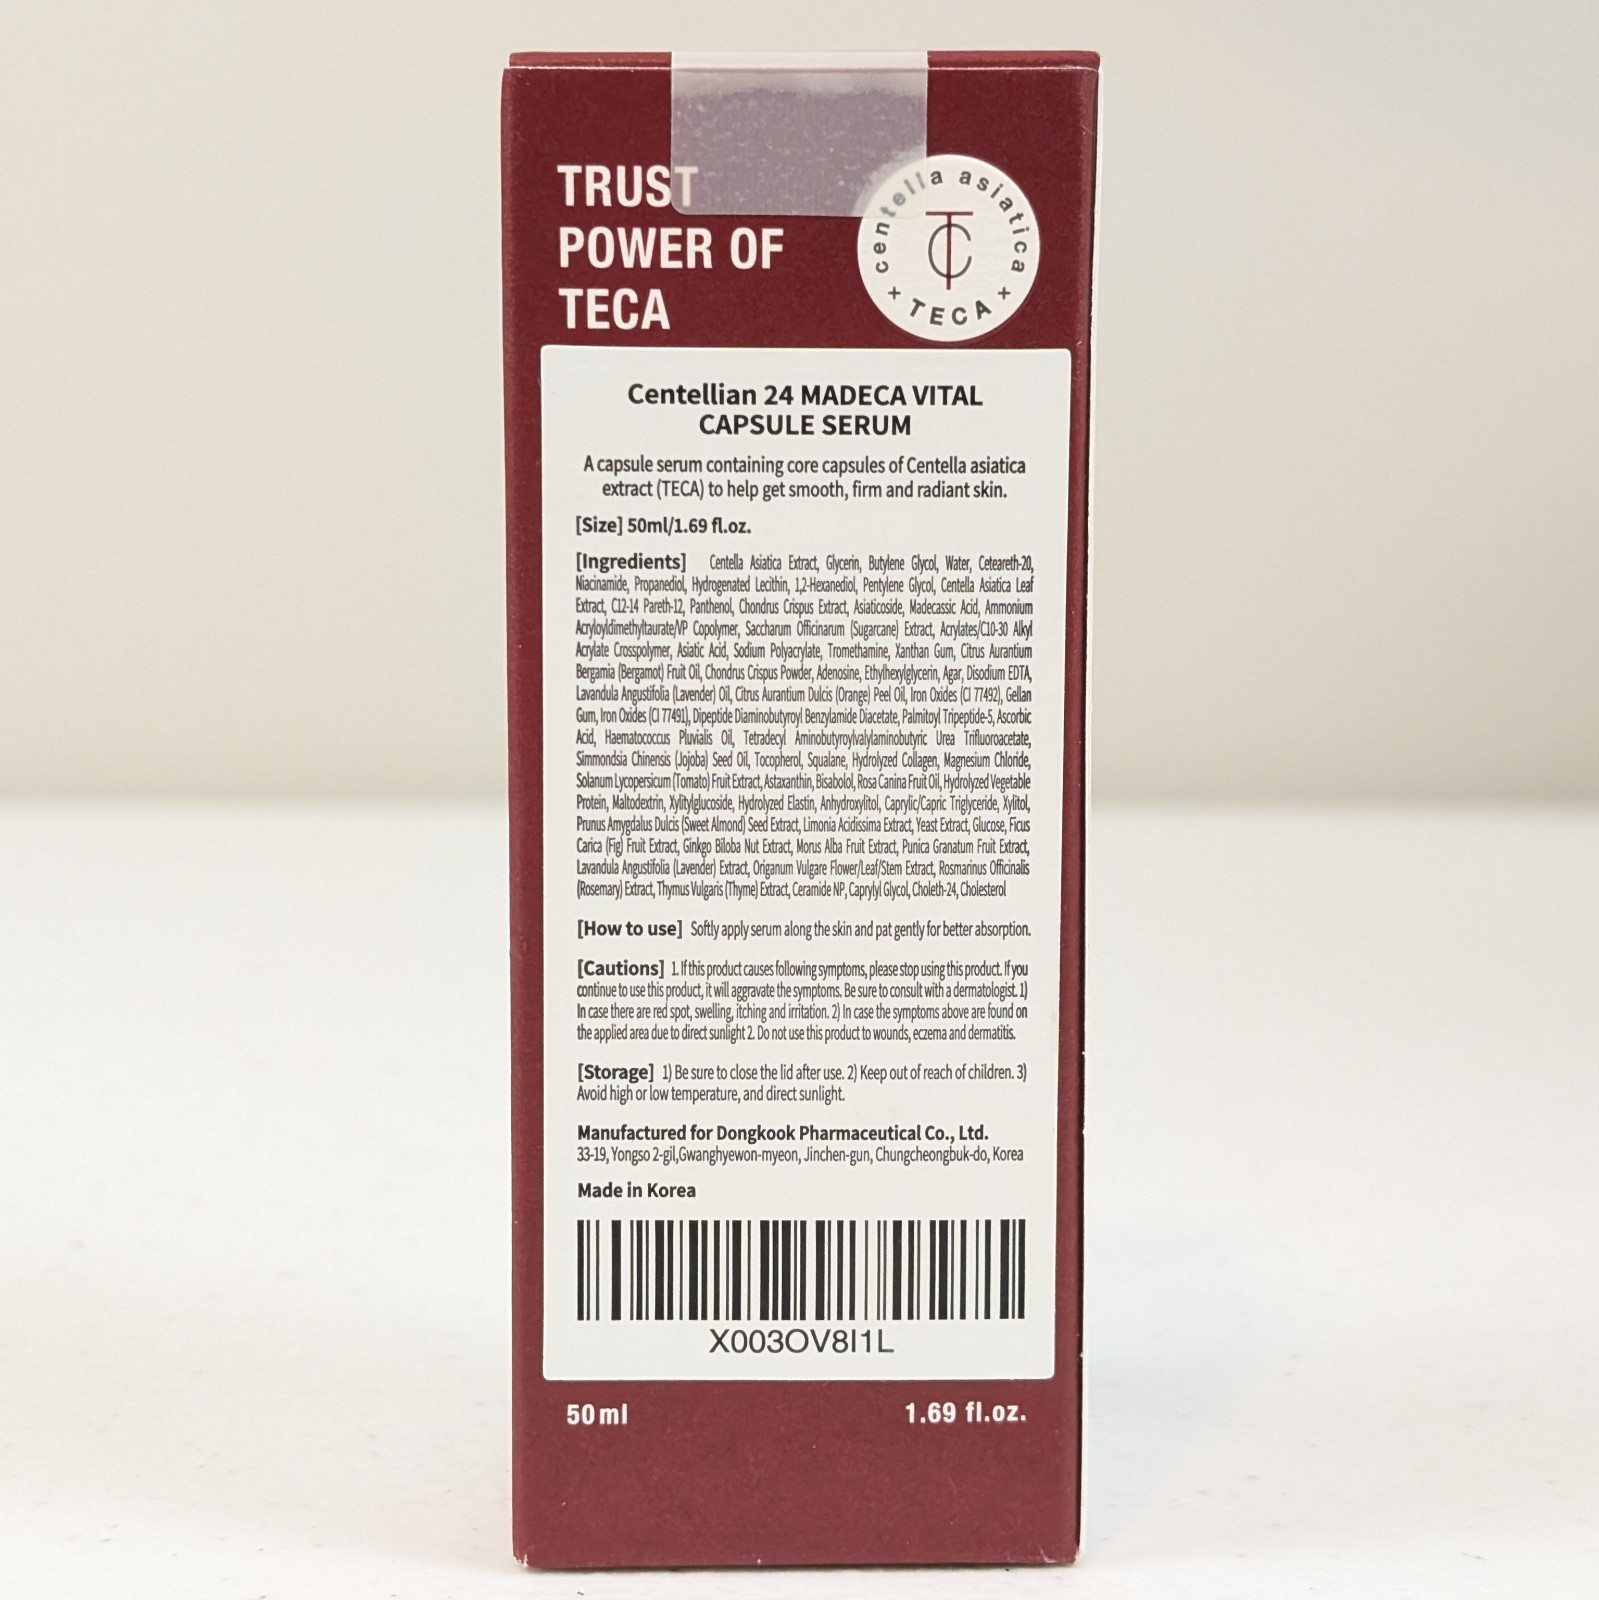 TRUST
POWER OF
TECA
centella asiatica
TC
+ TECA +
Centellian 24 MADECA VITAL
CAPSULE SERUM
A capsule serum containing core capsules of Centella asiatica
extract (TECA) to help get smooth, firm and radiant skin.
[Size] 50ml/1.69 fl.oz.
[Ingredients] Centella Asiatica Extract, Glycerin, Butylene Glycol, Water, Ceteareth-20,
Niacinamide, Propanediol, Hydrogenated Lecithin, 1,2-Hexanediol, Pentylene Glycol, Centella Asiatica Leaf
Extract, C12-14 Pareth-12, Panthenol, Chondrus Crispus Extract, Asiaticoside, Madecassic Acid, Ammonium
Acryloyldimethyltaurate/VP Copolymer, Saccharum Officinarum (Sugarcane) Extract, Acrylates/C10-30 Alkyl
Acrylate Crosspolymer, Asiatic Acid, Sodium Polyacrylate, Tromethamine, Xanthan Gum, Citrus Aurantium
Bergamia (Bergamot) Fruit Oil, Chondrus Crispus Powder, Adenosine, Ethylhexylglycerin, Agar, Disodium EDTA,
Lavandula Angustifolia (Lavender) Oil, Citrus Aurantium Dulcis (Orange) Peel Oil, Iron Oxides (CI 77492), Gellan
Gum, Iron Oxides (CI 77491), Dipeptide Diaminobutyroyl Benzylamide Diacetate, Palmitoyl Tripeptide-5, Ascorbic
Acid, Haematococcus Pluvialis Oil, Tetradecyl Aminobutyroylvalylaminobutyric Urea Trifluoroacetate,
Simmondsia Chinensis (Jojoba) Seed Oil, Tocopherol, Squalane, Hydrolyzed Collagen, Magnesium Chloride,
Solanum Lycopersicum (Tomato) Fruit Extract, Astaxanthin, Bisabolol, Rosa Canina Fruit Oil, Hydrolyzed Vegetable
Protein, Maltodextrin, Xylitylglucoside, Hydrolyzed Elastin, Anhydroxylitol, Caprylic/Capric Triglyceride, Xylitol,
Prunus Amygdalus Dulcis (Sweet Almond) Seed Extract, Limonia Acidissima Extract, Yeast Extract, Glucose, Ficus
Carica (Fig) Fruit Extract, Ginkgo Biloba Nut Extract, Morus Alba Fruit Extract, Punica Granatum Fruit Extract,
Lavandula Angustifolia (Lavender) Extract, Origanum Vulgare Flower/Leaf/Stem Extract, Rosmarinus Officinalis
(Rosemary) Extract, Thymus Vulgaris (Thyme) Extract, Ceramide NP, Caprylyl Glycol, Choleth-24, Cholesterol
[How to use] Softly apply serum along the skin and pat gently for better absorption.
[Cautions] 1. If this product causes following symptoms, please stop using this product. If you
continue to use this product, it will aggravate the symptoms. Be sure to consult with a dermatologist. 1)
In case there are red spot, swelling, itching and irritation. 2) In case the symptoms above are found on
the applied area due to direct sunlight 2. Do not use this product to wounds, eczema and dermatitis.
[Storage] 1) Be sure to close the lid after use. 2) Keep out of reach of children. 3)
Avoid high or low temperature, and direct sunlight.
Manufactured for Dongkook Pharmaceutical Co., Ltd.
33-19, Yongso 2-gil,Gwanghyewon-myeon, Jinchen-gun, Chungcheongbuk-do, Korea
Made in Korea
X003OV8I1L
50ml 1.69 fl.oz.